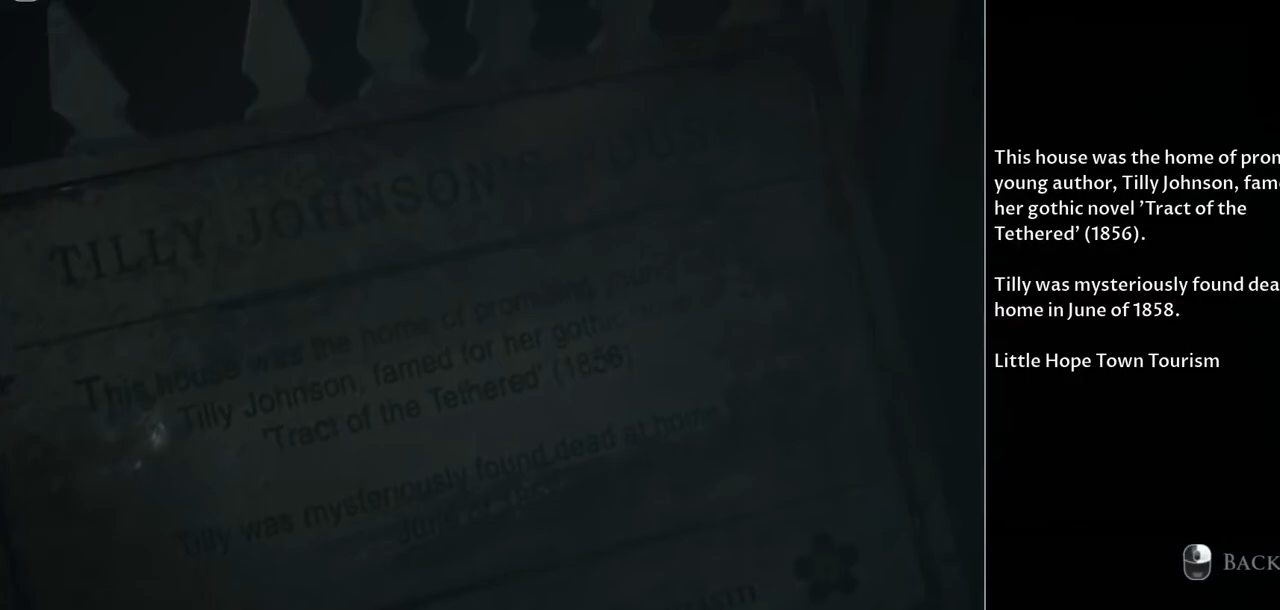 TILLY JOHNSON'S HOUSE
This house was the home of promising young
Tilly Johnson, famed for her gothic
'Tract of the Tethered' (1856)
Tilly was mysteriously found dead at home
This house was the home of
young author, Tilly Johnson,
her gothic novel 'Tract of the
Tethered' (1856).
Tilly was mysteriously found
home in June of 1858.
Little Hope Town Tourism
BACK